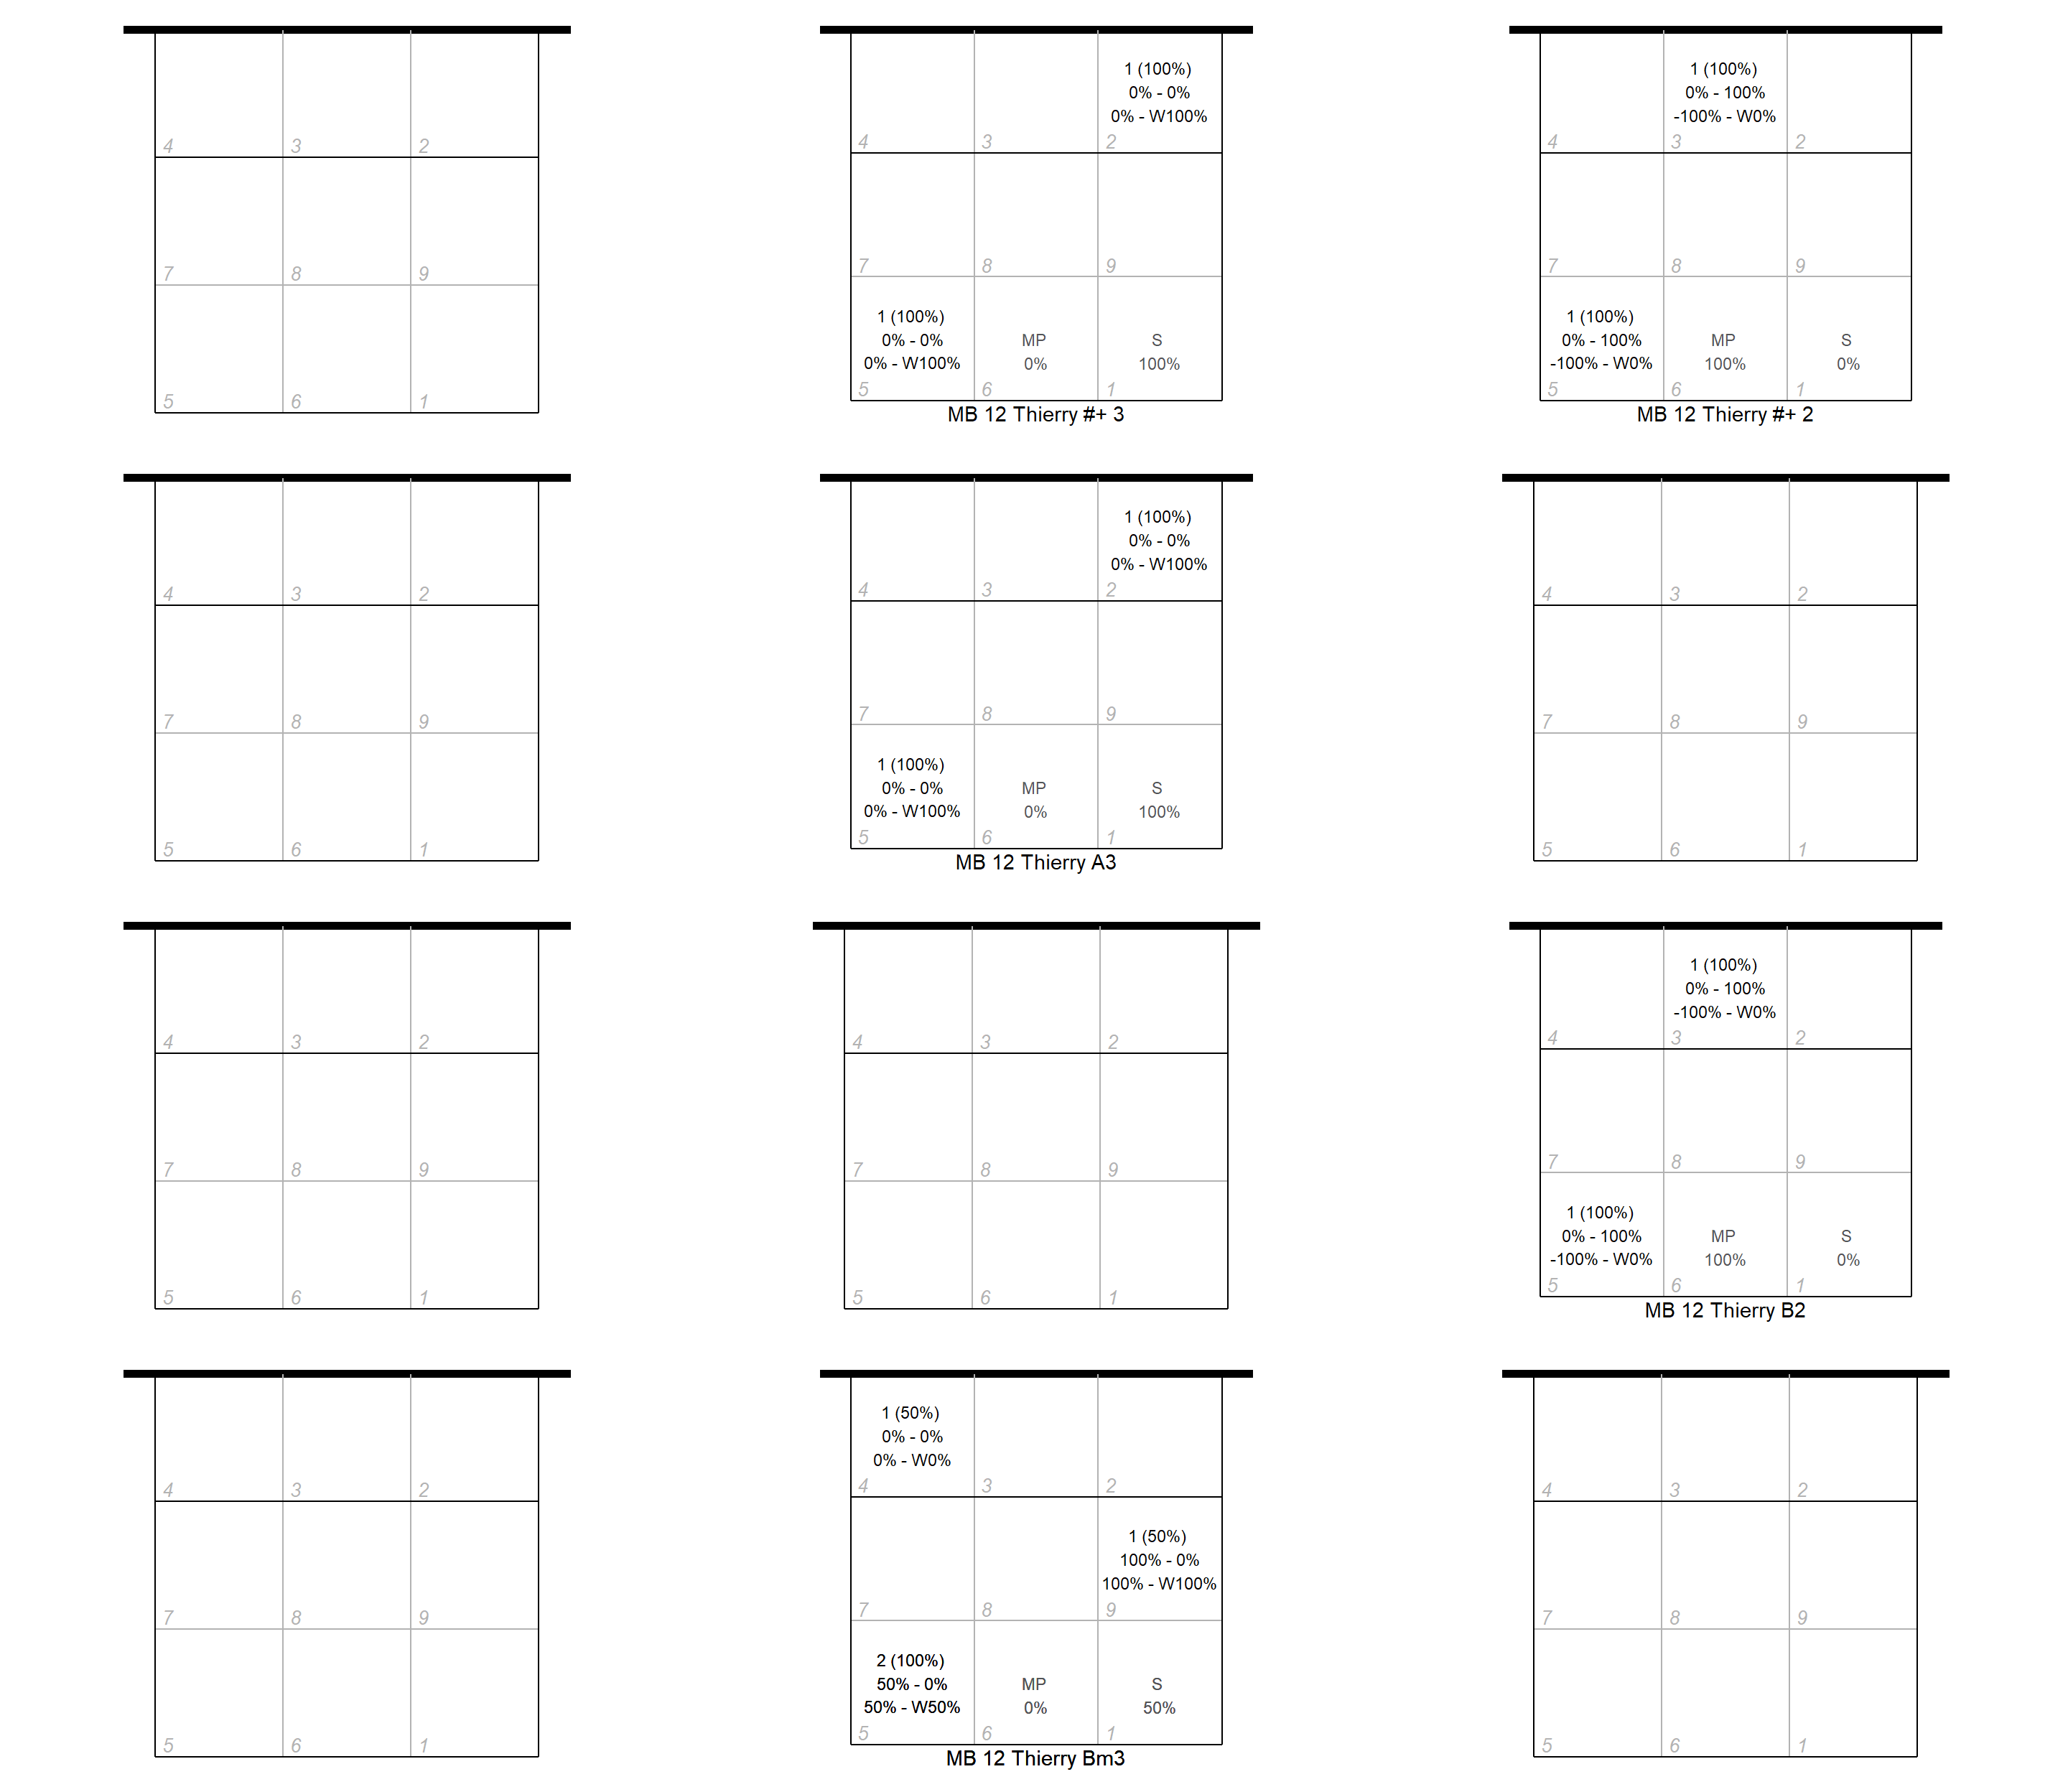 4 3 2
7 8 9
5 6 1
1 (100%)
0% - 0%
0% - W100%
4 3 2
7 8 9
1 (100%)
0% - 0%
0% - W100%
MP
0%
S
100%
5 6 1
MB 12 Thierry #+ 3
1 (100%)
0% - 100%
-100% - W0%
4 3 2
7 8 9
1 (100%)
0% - 100%
-100% - W0%
MP
100%
S
0%
5 6 1
MB 12 Thierry #+ 2
4 3 2
7 8 9
5 6 1
1 (100%)
0% - 0%
0% - W100%
4 3 2
7 8 9
1 (100%)
0% - 0%
0% - W100%
MP
0%
S
100%
5 6 1
MB 12 Thierry A3
4 3 2
7 8 9
5 6 1
4 3 2
7 8 9
5 6 1
4 3 2
7 8 9
5 6 1
1 (100%)
0% - 100%
-100% - W0%
4 3 2
7 8 9
1 (100%)
0% - 100%
-100% - W0%
MP
100%
S
0%
5 6 1
MB 12 Thierry B2
4 3 2
7 8 9
5 6 1
1 (50%)
0% - 0%
0% - W0%
4 3 2
1 (50%)
100% - 0%
100% - W100%
7 8 9
2 (100%)
50% - 0%
50% - W50%
MP
0%
S
50%
5 6 1
MB 12 Thierry Bm3
4 3 2
7 8 9
5 6 1